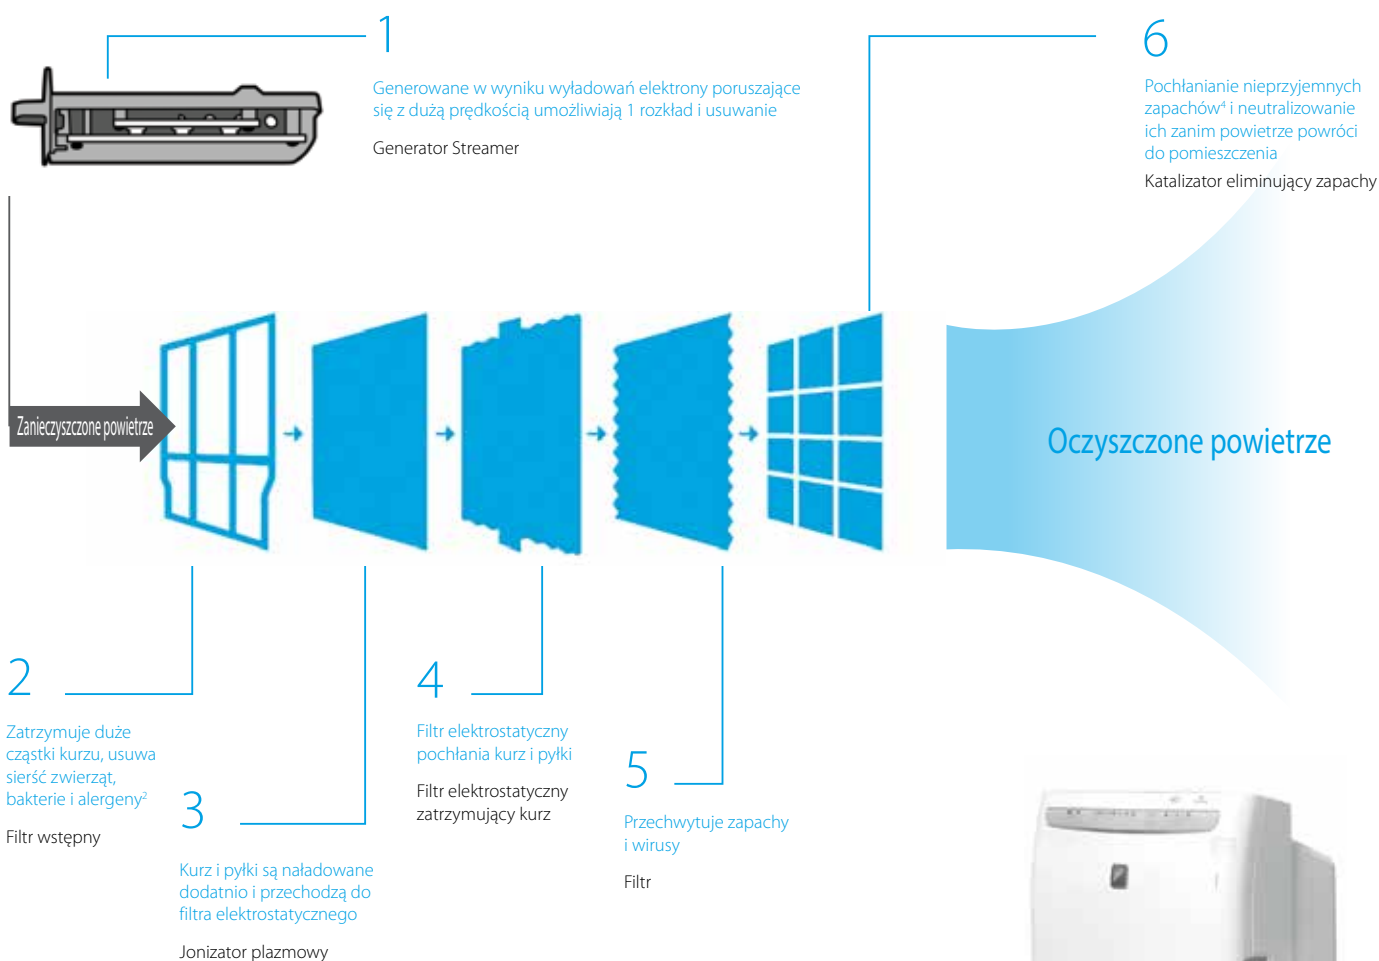 1
Generowane w wyniku wyładowań elektrony poruszające
się z dużą prędkością umożliwiają 1 rozkład i usuwanie
Generator Streamer
6
Pochłanianie nieprzyjemnych
zapachów⁴ i neutralizowanie
ich zanim powietrze powróci
do pomieszczenia
Katalizator eliminujący zapachy
Zanieczyszczone powietrze
Oczyszczone powietrze
2
Zatrzymuje duże
cząstki kurzu, usuwa
sierść zwierząt,
bakterie i alergeny²
Filtr wstępny
3
Kurz i pyłki są naładowane
dodatnio i przechodzą do
filtra elektrostatycznego
Jonizator plazmowy
4
Filtr elektrostatyczny
pochłania kurz i pyłki
Filtr elektrostatyczny
zatrzymujący kurz
5
Przechwytuje zapachy
i wirusy
Filtr